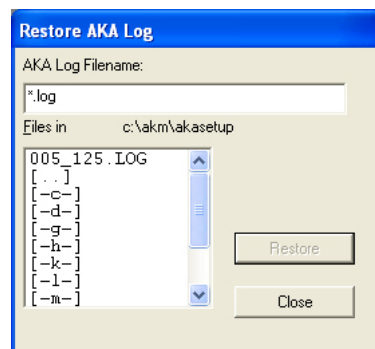 Restore AKA Log
AKA Log Filename:
*.log
Files in c:\akm\akasetup
005_125.LOG
[..]
[-c-]
[-d-]
[-g-]
[-h-]
[-k-]
[-l-]
[-m-]
Restore
Close